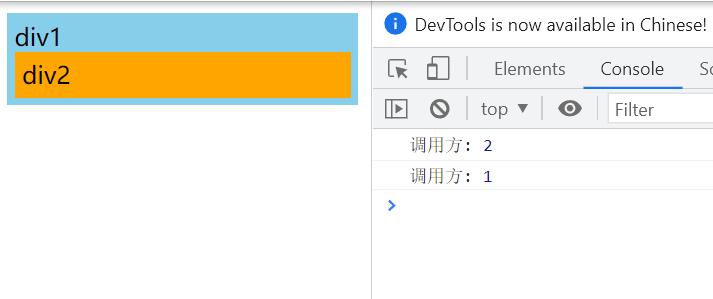 div1
div2
DevTools is now available in Chinese!
Elements Console
top ▼ Filter
调用方: 2
调用方: 1
>